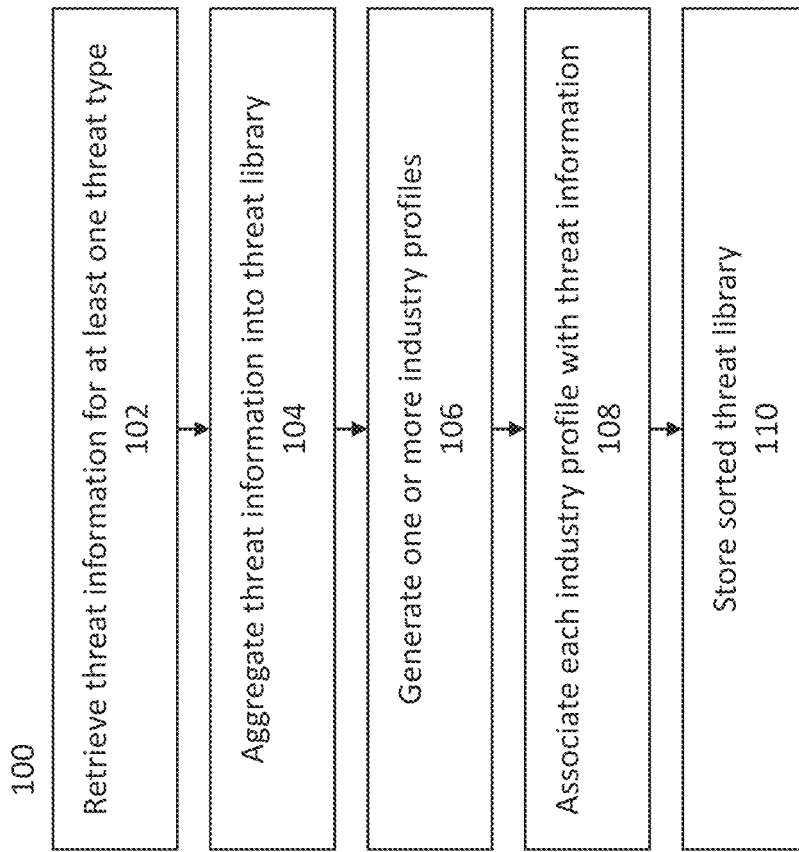 100
Retrieve threat information for at least one threat type
102
Aggregate threat information into threat library
104
Generate one or more industry profiles
106
Associate each industry profile with threat information
108
Store sorted threat library
110